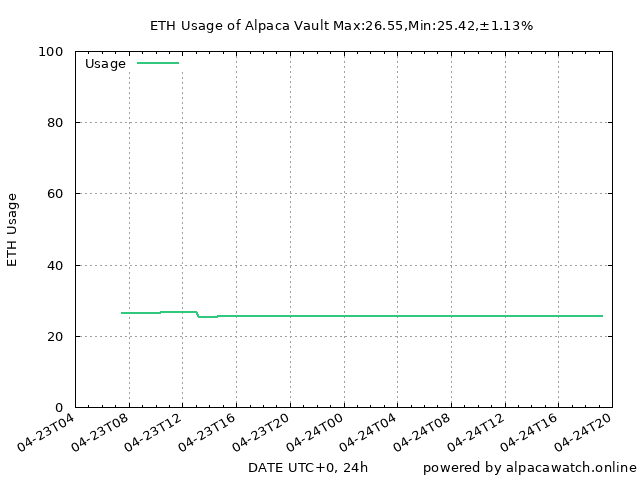 ETH Usage of Alpaca Vault Max:26.55,Min:25.42,±1.13%
Usage
100
80
60
40
20
0
ETH Usage
04-23T04
04-23T08
04-23T12
04-23T16
04-23T20
04-24T00
04-24T04
04-24T08
04-24T12
04-24T16
04-24T20
DATE UTC+0, 24h
powered by alpacawatch.online